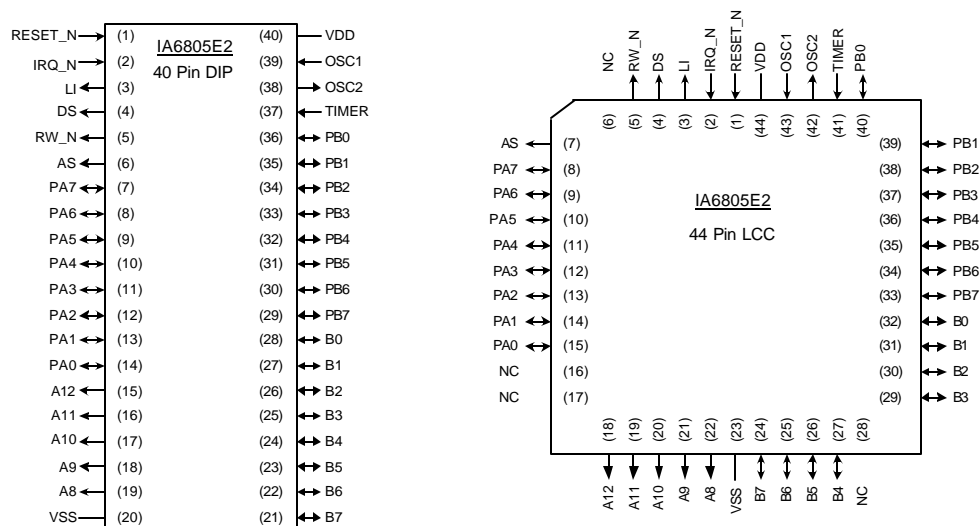 IA6805E2
40 Pin DIP
RESET_N (1) (40) VDD
IRQ_N (2) (39) OSC1
LI (3) (38) OSC2
DS (4) (37) TIMER
RW_N (5) (36) PB0
AS (6) (35) PB1
PA7 (7) (34) PB2
PA6 (8) (33) PB3
PA5 (9) (32) PB4
PA4 (10) (31) PB5
PA3 (11) (30) PB6
PA2 (12) (29) PB7
PA1 (13) (28) B0
PA0 (14) (27) B1
A12 (15) (26) B2
A11 (16) (25) B3
A10 (17) (24) B4
A9 (18) (23) B5
A8 (19) (22) B6
VSS (20) (21) B7
NC RW_N DS LI IRQ_N RESET_N VDD OSC1 OSC2 TIMER PB0
(6) (5) (4) (3) (2) (1) (44) (43) (42) (41) (40)
AS (7) (39) PB1
PA7 (8) (38) PB2
PA6 (9) (37) PB3
IA6805E2
PA5 (10) (36) PB4
44 Pin LCC
PA4 (11) (35) PB5
PA3 (12) (34) PB6
PA2 (13) (33) PB7
PA1 (14) (32) B0
PA0 (15) (31) B1
NC (16) (30) B2
NC (17) (29) B3
(18) (19) (20) (21) (22) (23) (24) (25) (26) (27) (28)
A12 A11 A10 A9 A8 VSS B7 B6 B5 B4 NC